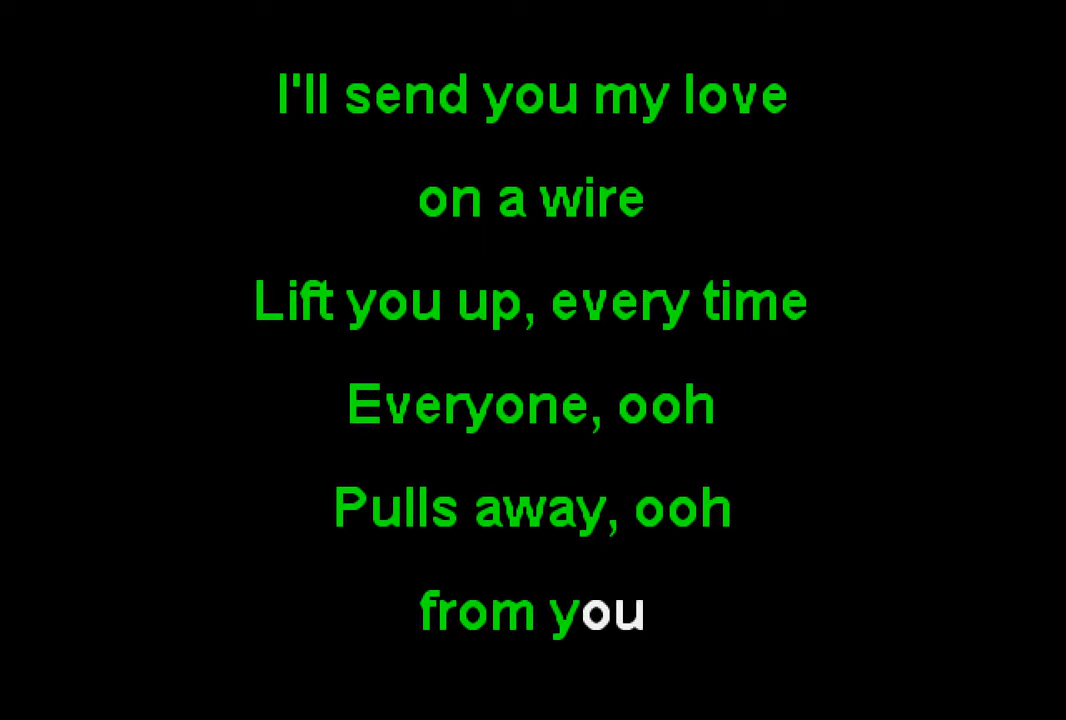 I'll send you my love
on a wire
Lift you up, every time
Everyone, ooh
Pulls away, ooh
from you